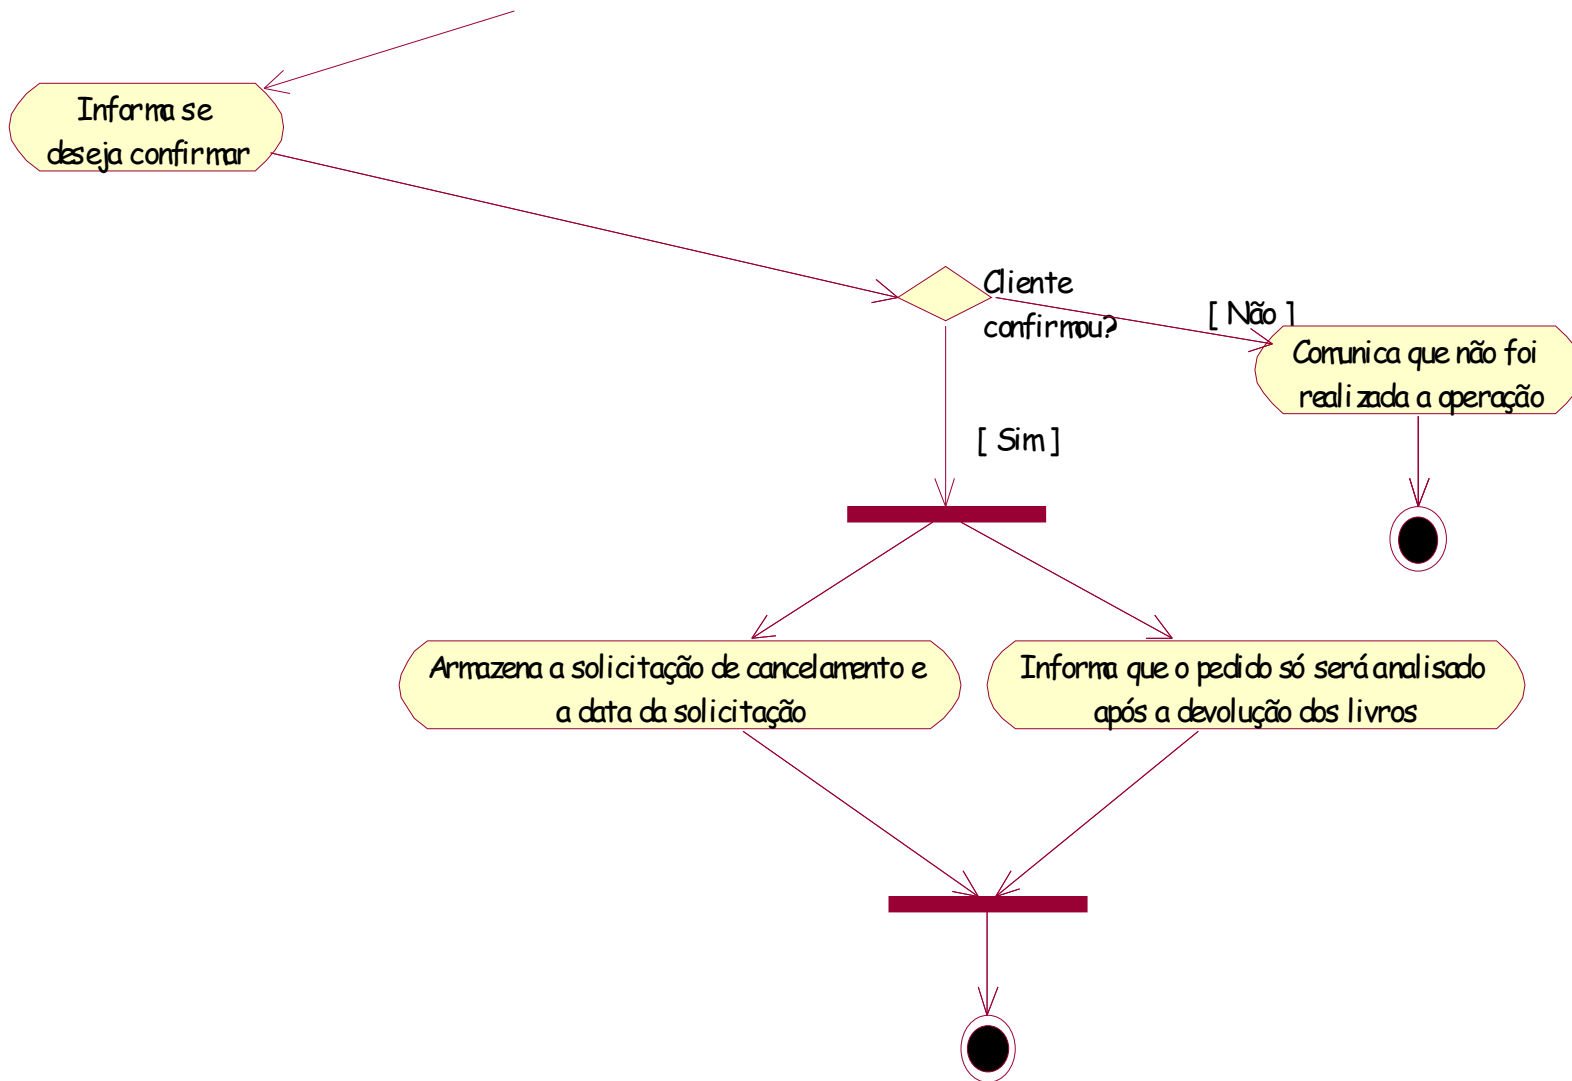 Informa se
deseja confirmar
Cliente
confirmou?
[ Não ]
Comunica que não foi
realizada a operação
[ Sim ]
Armazena a solicitação de cancelamento e
a data da solicitação
Informa que o pedido só será analisado
após a devolução dos livros